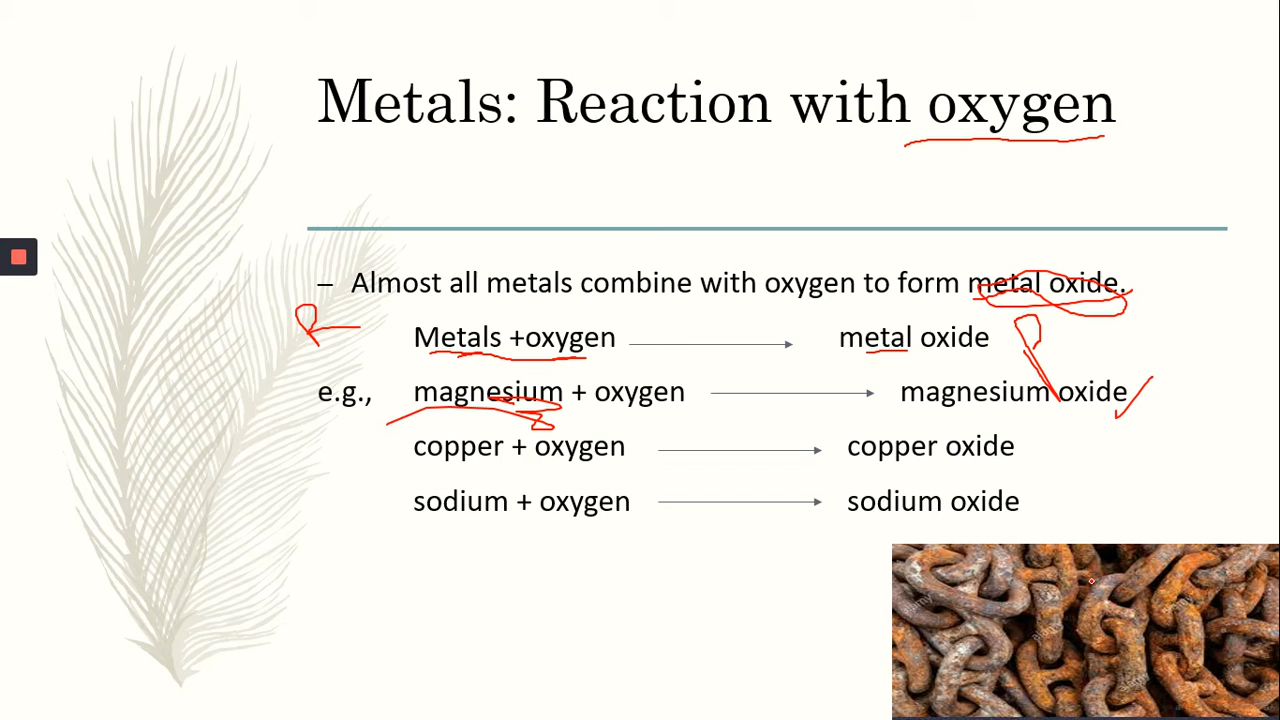 Metals: Reaction with oxygen
– Almost all metals combine with oxygen to form metal oxide.
R
P
Metals +oxygen metal oxide
e.g., magnesium + oxygen magnesium oxide
copper + oxygen copper oxide
sodium + oxygen sodium oxide